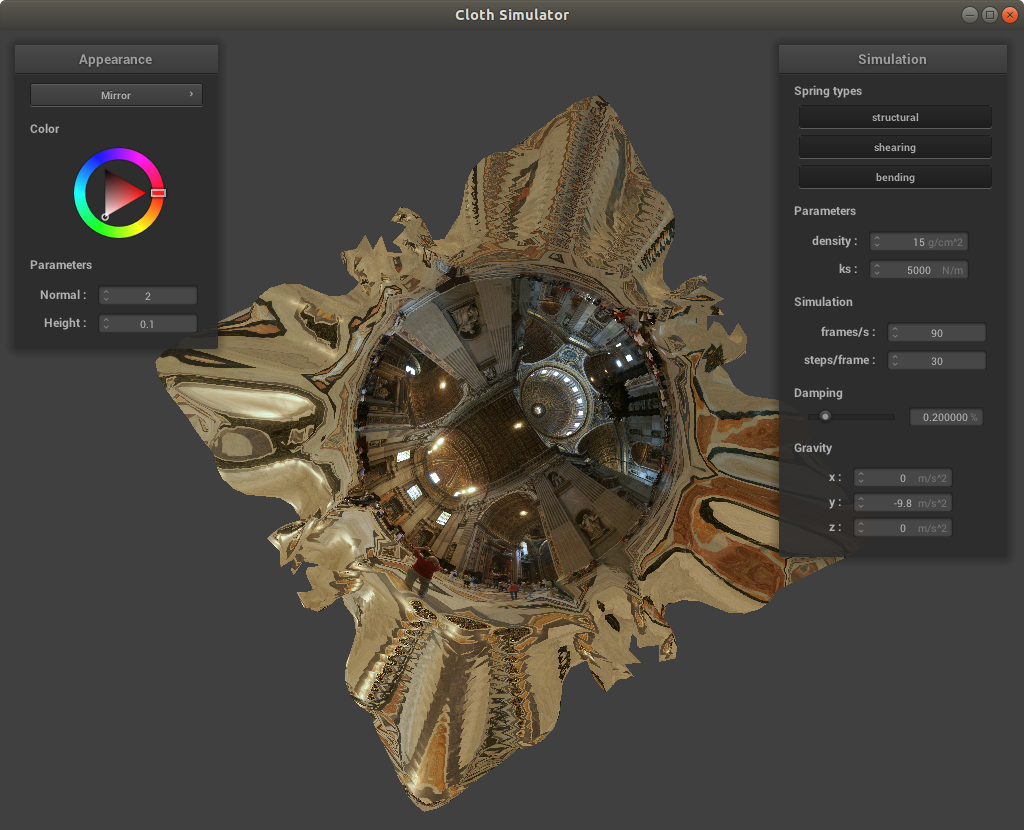 Cloth Simulator
Appearance
Mirror
Color
Parameters
Normal : 2
Height : 0.1
Simulation
Spring types
structural
shearing
bending
Parameters
density : 15 g/cm^2
ks : 5000 N/m
Simulation
frames/s : 90
steps/frame : 30
Damping
0.200000 %
Gravity
x : 0 m/s^2
y : -9.8 m/s^2
z : 0 m/s^2